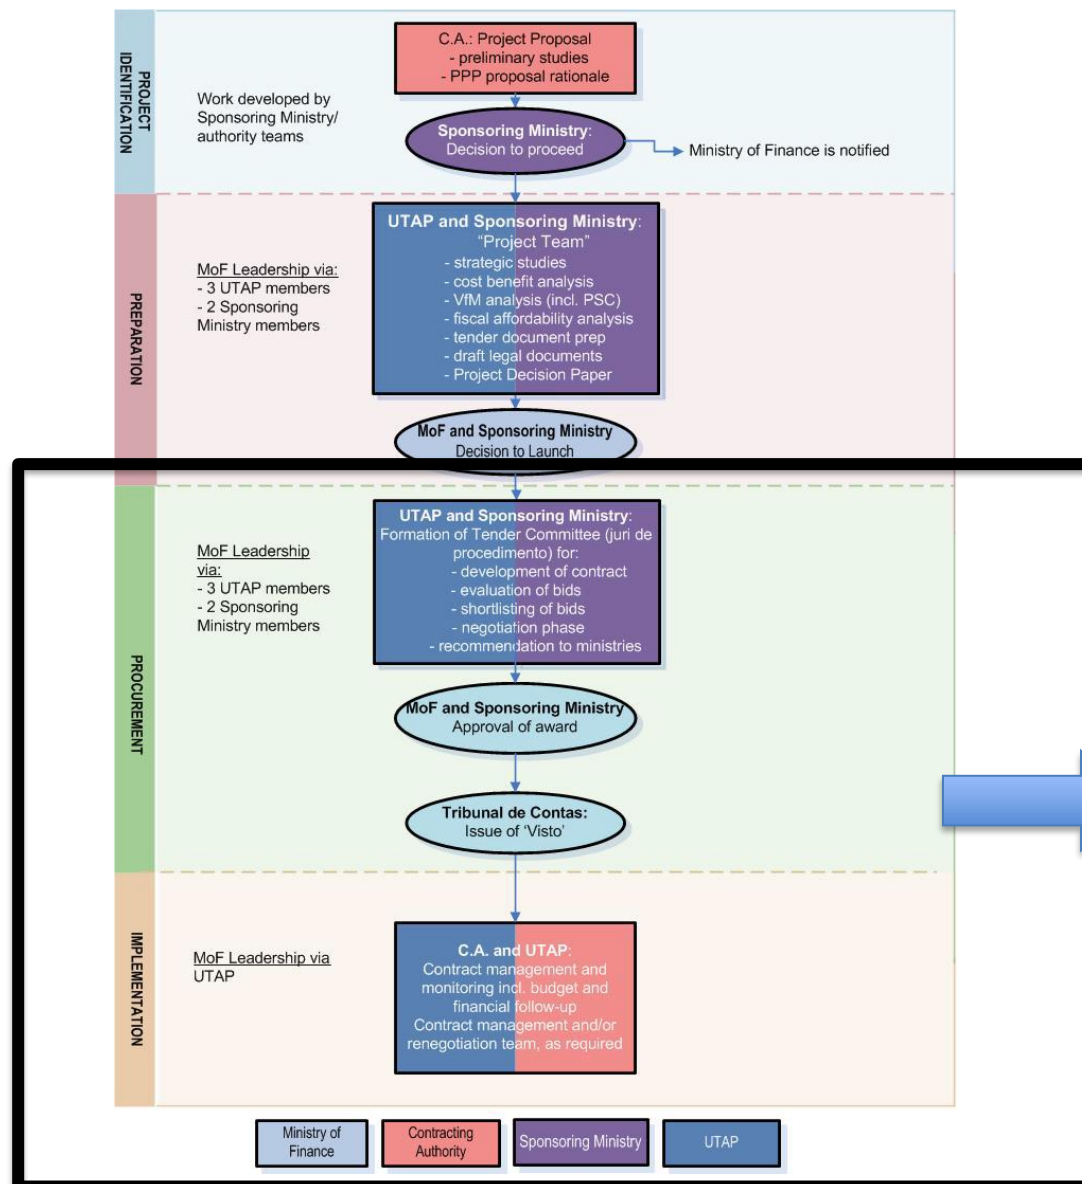 PROJECT
IDENTIFICATION
Work developed by
Sponsoring Ministry/
authority teams
C.A.: Project Proposal
- preliminary studies
- PPP proposal rationale
Sponsoring Ministry:
Decision to proceed
Ministry of Finance is notified
PREPARATION
MoF Leadership via:
- 3 UTAP members
- 2 Sponsoring
Ministry members
UTAP and Sponsoring Ministry:
“Project Team”
- strategic studies
- cost benefit analysis
- VfM analysis (incl. PSC)
- fiscal affordability analysis
- tender document prep
- draft legal documents
- Project Decision Paper
MoF and Sponsoring Ministry
Decision to Launch
PROCUREMENT
MoF Leadership
via:
- 3 UTAP members
- 2 Sponsoring
Ministry members
UTAP and Sponsoring Ministry:
Formation of Tender Committee (juri de
procedimento) for:
- development of contract
- evaluation of bids
- shortlisting of bids
- negotiation phase
- recommendation to ministries
MoF and Sponsoring Ministry
Approval of award
Tribunal de Contas:
Issue of ‘Visto’
IMPLEMENTATION
MoF Leadership via
UTAP
C.A. and UTAP:
Contract management and
monitoring incl. budget and
financial follow-up
Contract management and/or
renegotiation team, as required
Ministry of
Finance
Contracting
Authority
Sponsoring Ministry
UTAP